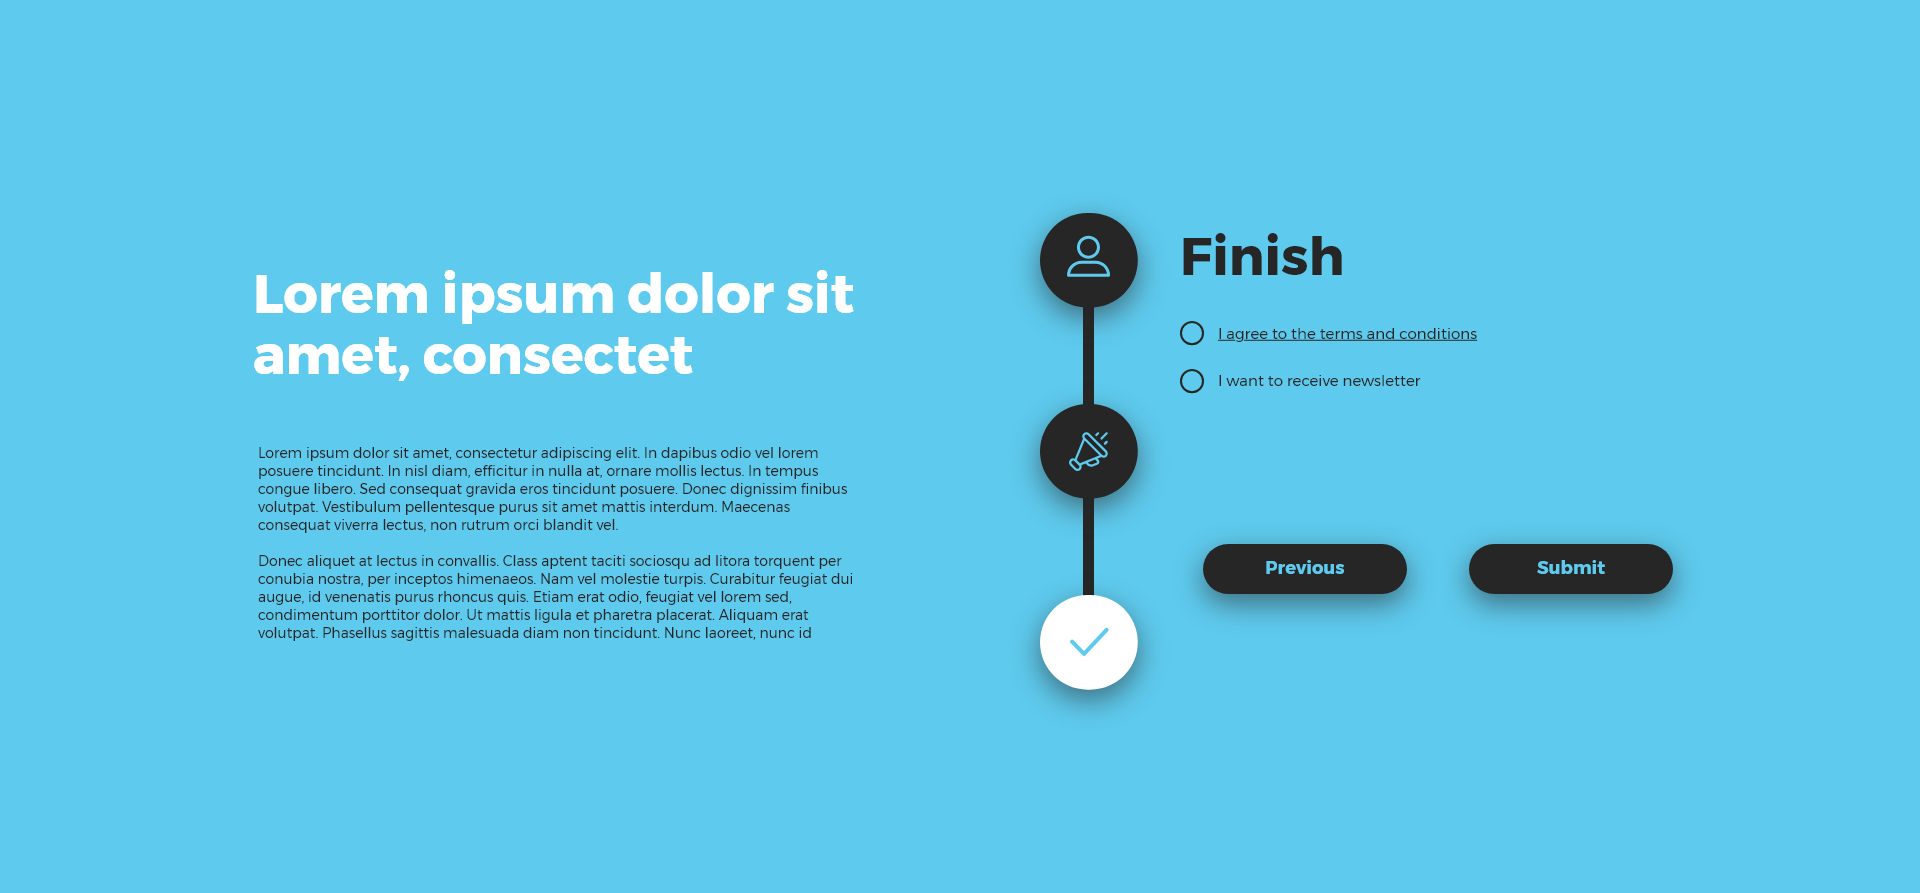 Lorem ipsum dolor sit
amet, consectet
Lorem ipsum dolor sit amet, consectetur adipiscing elit. In dapibus odio vel lorem
posuere tincidunt. In nisl diam, efficitur in nulla at, ornare mollis lectus. In tempus
congue libero. Sed consequat gravida eros tincidunt posuere. Donec dignissim finibus
volutpat. Vestibulum pellentesque purus sit amet mattis interdum. Maecenas
consequat viverra lectus, non rutrum orci blandit vel.
Donec aliquet at lectus in convallis. Class aptent taciti sociosqu ad litora torquent per
conubia nostra, per inceptos himenaeos. Nam vel molestie turpis. Curabitur feugiat dui
augue, id venenatis purus rhoncus quis. Etiam erat odio, feugiat vel lorem sed,
condimentum porttitor dolor. Ut mattis ligula et pharetra placerat. Aliquam erat
volutpat. Phasellus sagittis malesuada diam non tincidunt. Nunc laoreet, nunc id
Finish
I agree to the terms and conditions
I want to receive newsletter
Previous
Submit